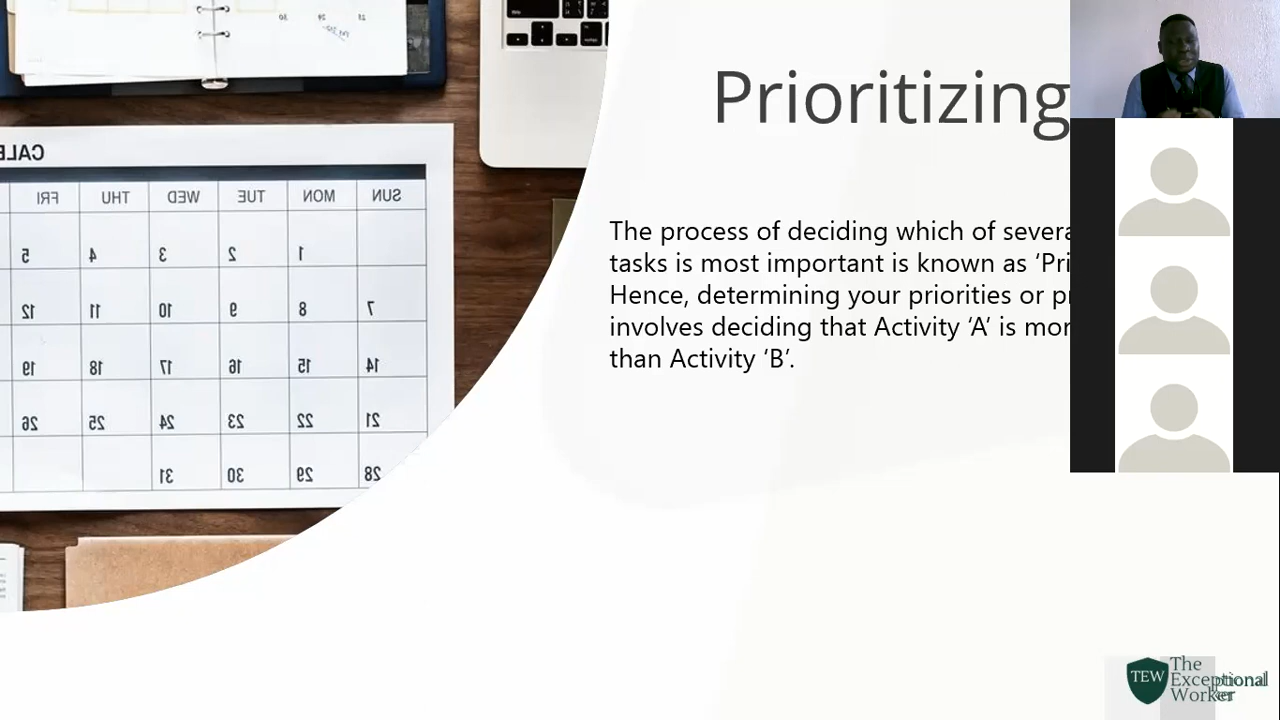 Prioritizing
The process of deciding which of several
tasks is most important is known as ‘Pri
Hence, determining your priorities or pr
involves deciding that Activity ‘A’ is mor
than Activity ‘B’.
CALE
FRI THU WED TUE MON SUN
5 4 3 2 1
12 11 10 9 8 7
19 18 17 16 15 14
26 25 24 23 22 21
31 30 29 28
TEW
The
Exceptional
Worker